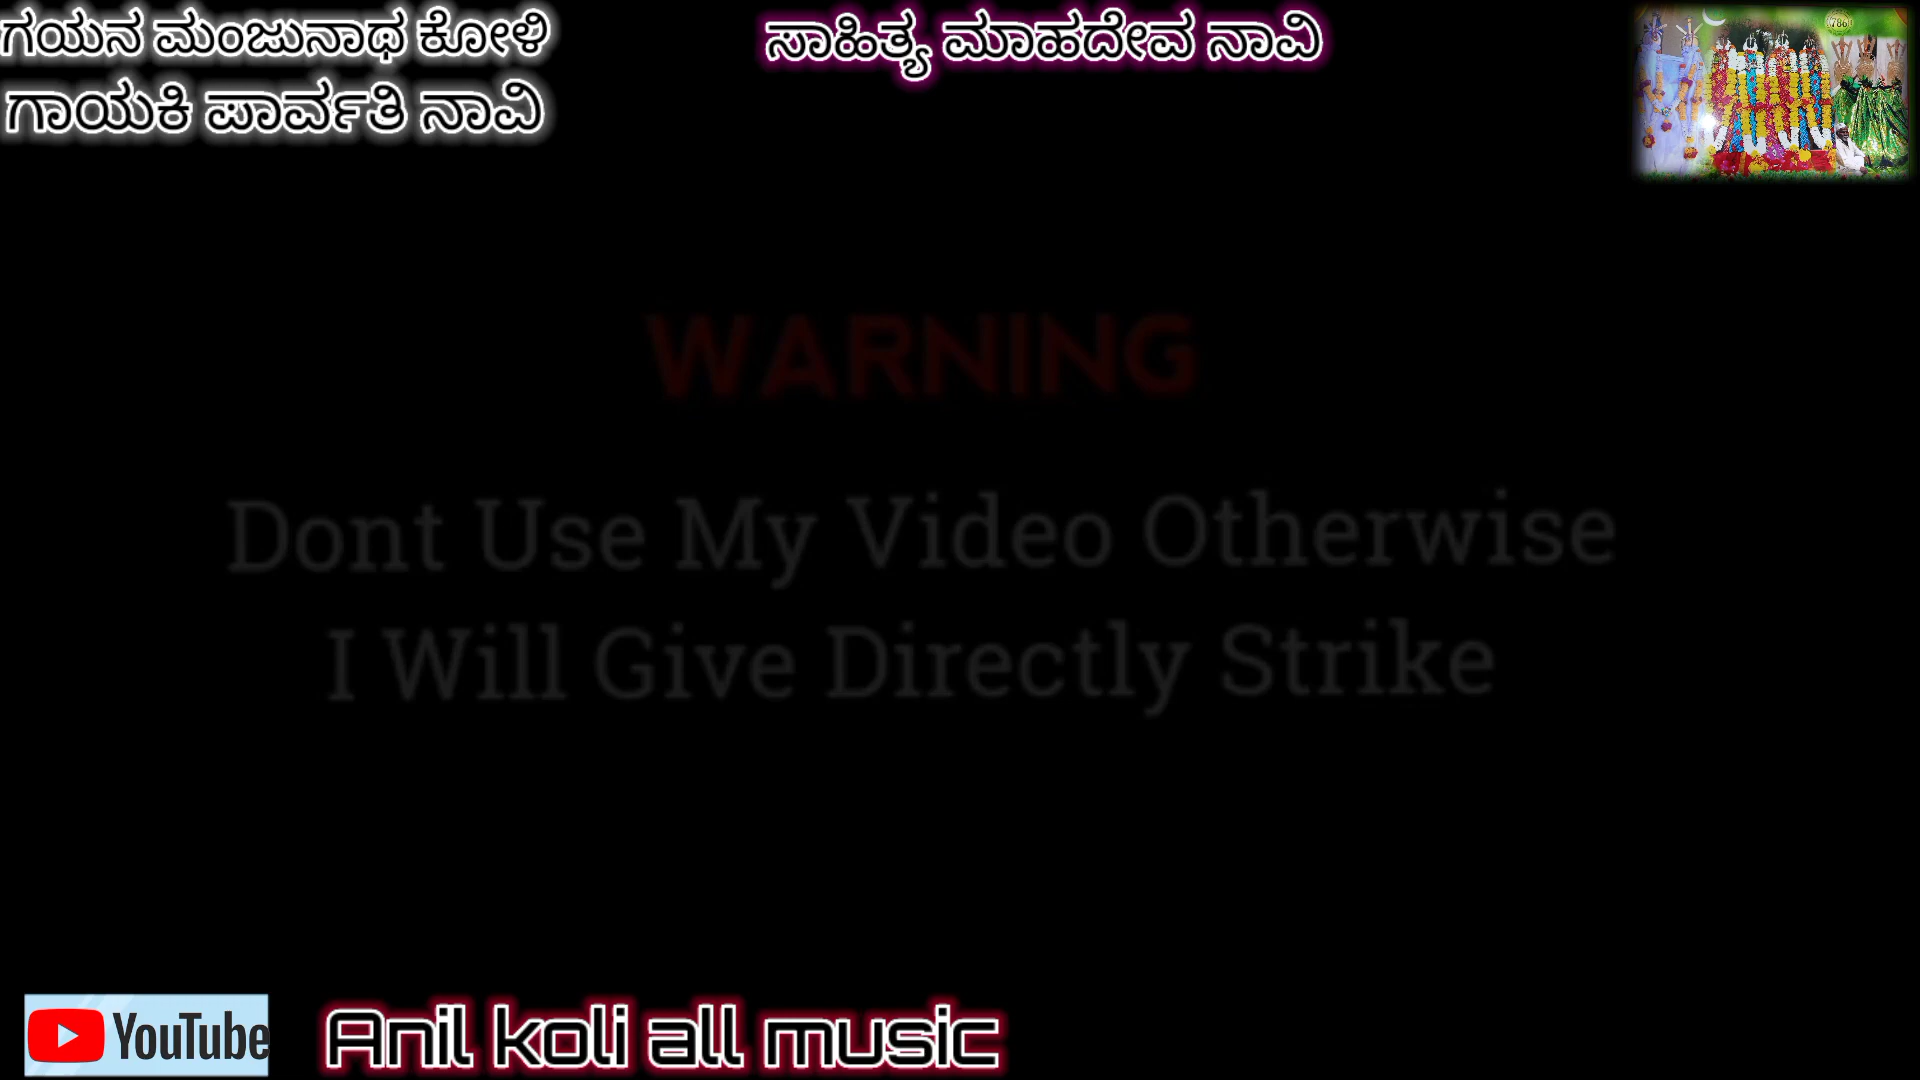 ಗಯನ ಮಂಜುನಾಥ ಕೋಳಿ
ಗಾಯಕಿ ಪಾರ್ವತಿ ನಾವಿ
ಸಾಹಿತ್ಯ ಮಾಹದೇವ ನಾವಿ
786
WARNING
Dont Use My Video Otherwise
I Will Give Directly Strike
YouTube
Anil koli all music